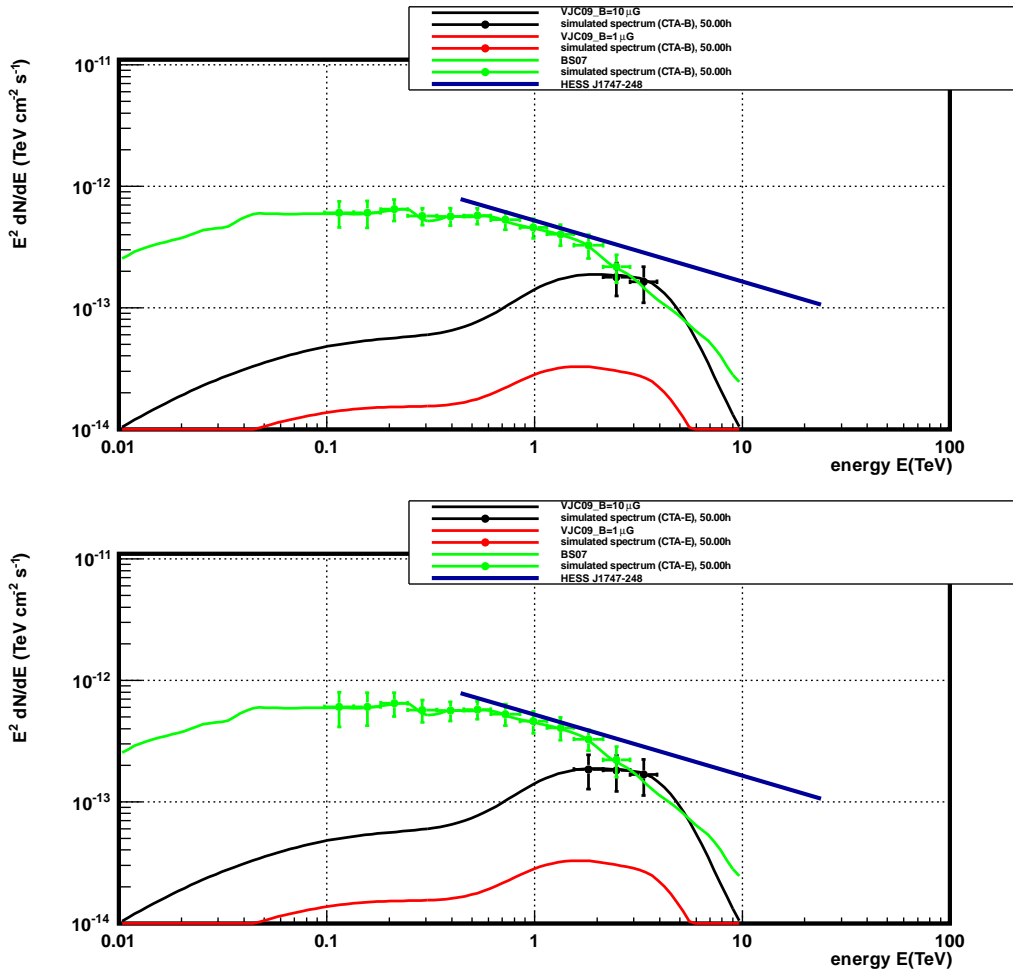 VJC09_B=10 μG
simulated spectrum (CTA-B), 50.00h
VJC09_B=1 μG
simulated spectrum (CTA-B), 50.00h
BS07
simulated spectrum (CTA-B), 50.00h
HESS J1747-248
E² dN/dE (TeV cm⁻² s⁻¹)
10⁻¹¹
10⁻¹²
10⁻¹³
10⁻¹⁴
0.01 0.1 1 10 100
energy E(TeV)
VJC09_B=10 μG
simulated spectrum (CTA-E), 50.00h
VJC09_B=1 μG
simulated spectrum (CTA-E), 50.00h
BS07
simulated spectrum (CTA-E), 50.00h
HESS J1747-248
E² dN/dE (TeV cm⁻² s⁻¹)
10⁻¹¹
10⁻¹²
10⁻¹³
10⁻¹⁴
0.01 0.1 1 10 100
energy E(TeV)